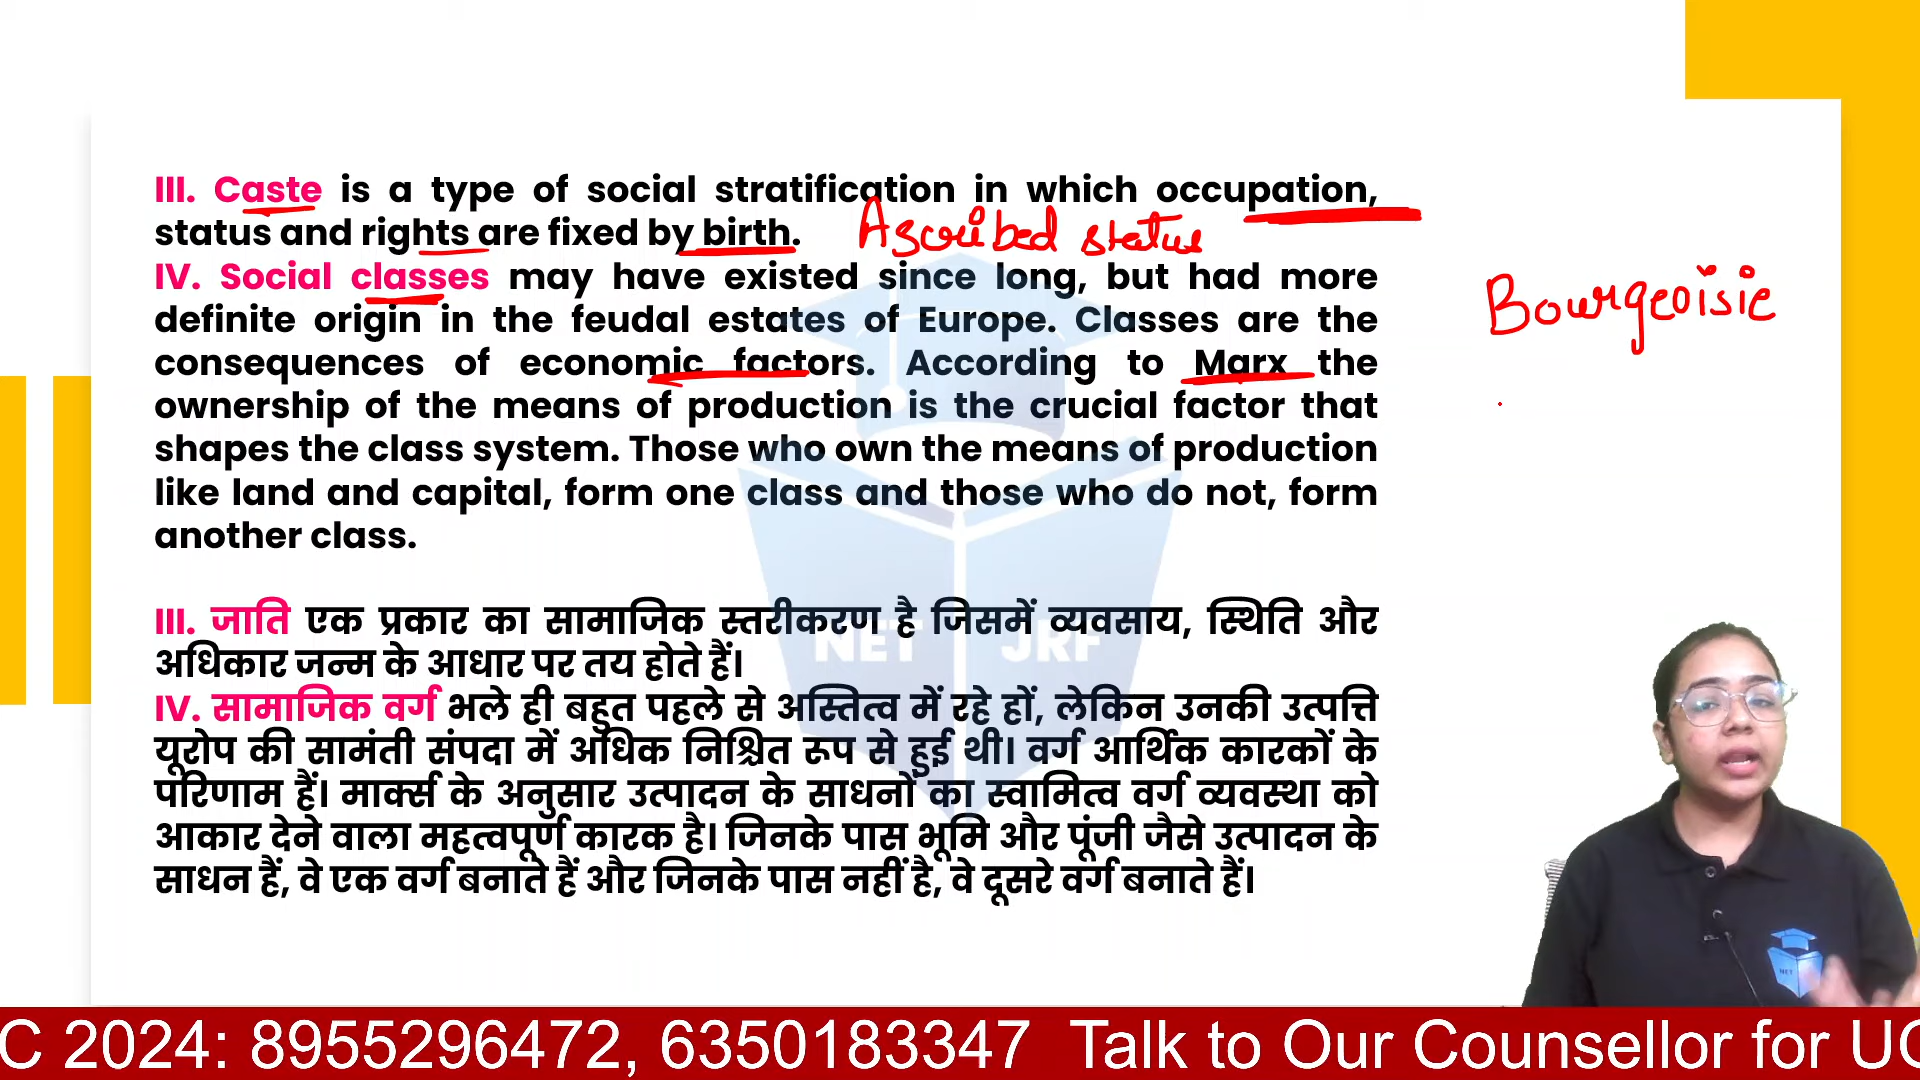 III. Caste is a type of social stratification in which occupation,
status and rights are fixed by birth.
Ascribed status
IV. Social classes may have existed since long, but had more
definite origin in the feudal estates of Europe. Classes are the
consequences of economic factors. According to Marx the
ownership of the means of production is the crucial factor that
shapes the class system. Those who own the means of production
like land and capital, form one class and those who do not, form
another class.
Bourgeoisie
III. जाति एक प्रकार का सामाजिक स्तरीकरण है जिसमें व्यवसाय, स्थिति और
अधिकार जन्म के आधार पर तय होते हैं।
IV. सामाजिक वर्ग भले ही बहुत पहले से अस्तित्व में रहे हों, लेकिन उनकी उत्पत्ति
यूरोप की सामंती संपदा में अधिक निश्चित रूप से हुई थी। वर्ग आर्थिक कारकों के
परिणाम हैं। मार्क्स के अनुसार उत्पादन के साधनों का स्वामित्व वर्ग व्यवस्था को
आकार देने वाला महत्वपूर्ण कारक है। जिनके पास भूमि और पूंजी जैसे उत्पादन के
साधन हैं, वे एक वर्ग बनाते हैं और जिनके पास नहीं है, वे दूसरे वर्ग बनाते हैं।
NET JRF
NET
C 2024: 8955296472, 6350183347 Talk to Our Counsellor for UG